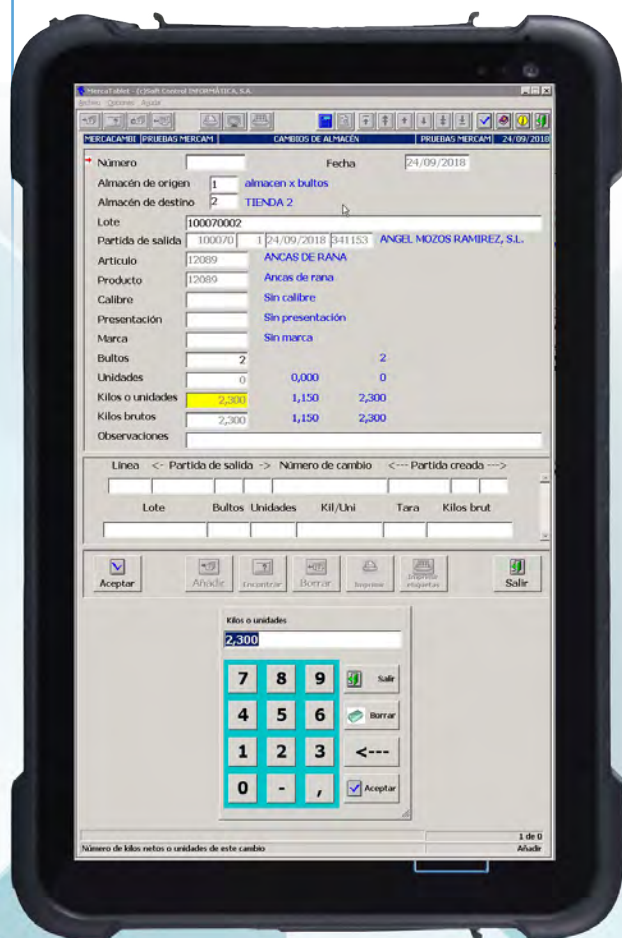 MercaTablet - (c)Soft Control INFORMÁTICA, S.A.
Archivo Opciones Ayuda
MERCACAMBI PRUEBAS MERCAM CAMBIOS DE ALMACÉN PRUEBAS MERCAM 24/09/2018
Número Fecha 24/09/2018
Almacén de origen 1 almacen x bultos
Almacén de destino 2 TIENDA 2
Lote 100070002
Partida de salida 100070 1 24/09/2018 341153 ANGEL MOZOS RAMIREZ, S.L.
Artículo 12089 ANCAS DE RANA
Producto 12089 Ancas de rana
Calibre Sin calibre
Presentación Sin presentación
Marca Sin marca
Bultos 2 2
Unidades 0 0,000 0
Kilos o unidades 2,300 1,150 2,300
Kilos brutos 2,300 1,150 2,300
Observaciones
Línea <- Partida de salida -> Número de cambio <--- Partida creada --->
Lote Bultos Unidades Kil/Uni Tara Kilos brut
Aceptar Añadir Encontrar Borrar Imprimir Imprimir etiquetas Salir
Kilos o unidades
2,300
7 8 9 Salir
4 5 6 Borrar
1 2 3 <---
0 - , Aceptar
1 de 0
Número de kilos netos o unidades de este cambio Añadir